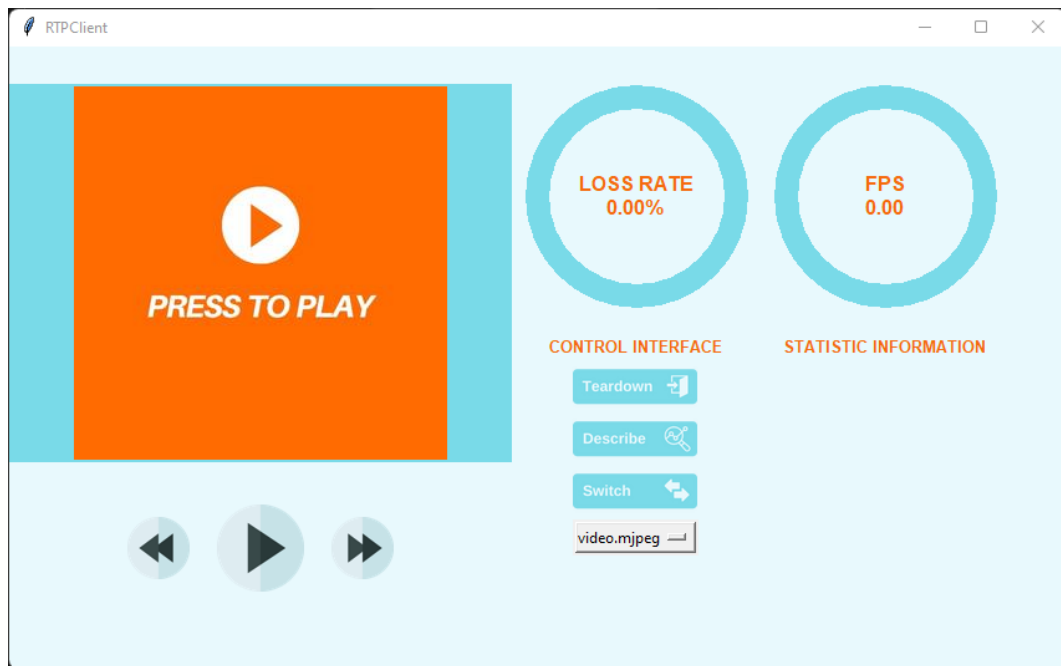 RTPClient
PRESS TO PLAY
LOSS RATE
0.00%
FPS
0.00
CONTROL INTERFACE
STATISTIC INFORMATION
Teardown
Describe
Switch
video.mjpeg